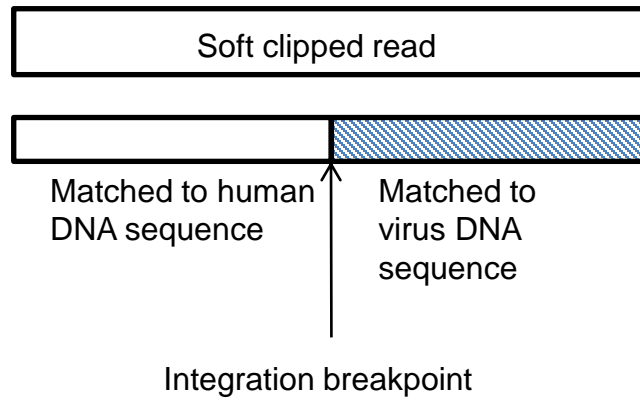 Soft clipped read
Matched to human
DNA sequence
Matched to
virus DNA
sequence
Integration breakpoint